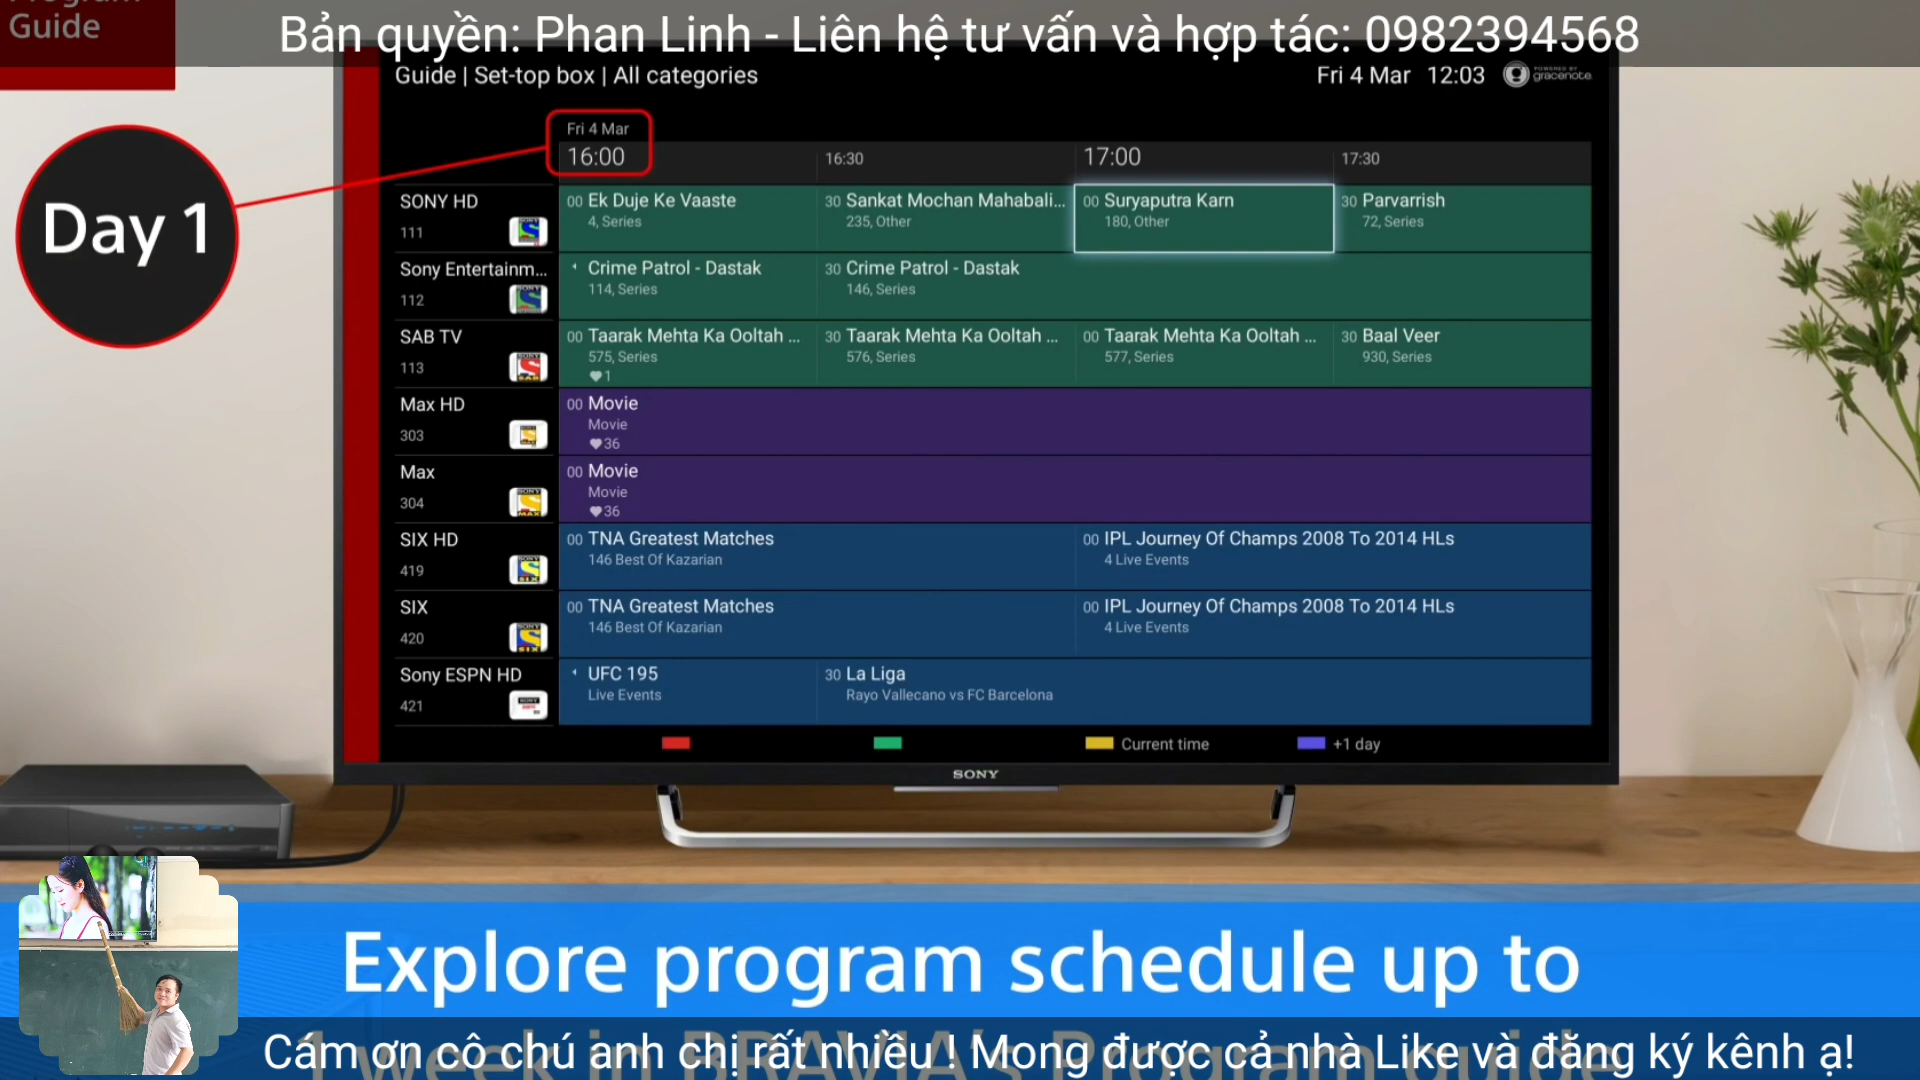 Guide
Bản quyền: Phan Linh - Liên hệ tư vấn và hợp tác: 0982394568
Guide | Set-top box | All categories
Fri 4 Mar 12:03
POWERED BY
gracenote
Day 1
Fri 4 Mar
16:00
16:30
17:00
17:30
SONY HD
111
00 Ek Duje Ke Vaaste
4, Series
30 Sankat Mochan Mahabali...
235, Other
00 Suryaputra Karn
180, Other
30 Parvarrish
72, Series
Sony Entertainm...
112
Crime Patrol - Dastak
114, Series
30 Crime Patrol - Dastak
146, Series
SAB TV
113
00 Taarak Mehta Ka Ooltah ...
575, Series
1
30 Taarak Mehta Ka Ooltah ...
576, Series
00 Taarak Mehta Ka Ooltah ...
577, Series
30 Baal Veer
930, Series
Max HD
303
00 Movie
Movie
36
Max
304
00 Movie
Movie
36
SIX HD
419
00 TNA Greatest Matches
146 Best Of Kazarian
00 IPL Journey Of Champs 2008 To 2014 HLs
4 Live Events
SIX
420
00 TNA Greatest Matches
146 Best Of Kazarian
00 IPL Journey Of Champs 2008 To 2014 HLs
4 Live Events
Sony ESPN HD
421
UFC 195
Live Events
30 La Liga
Rayo Vallecano vs FC Barcelona
Current time
+1 day
SONY
Explore program schedule up to
1 week in BRAVIA's Program guide
Cám ơn cô chú anh chị rất nhiều ! Mong được cả nhà Like và đăng ký kênh ạ!